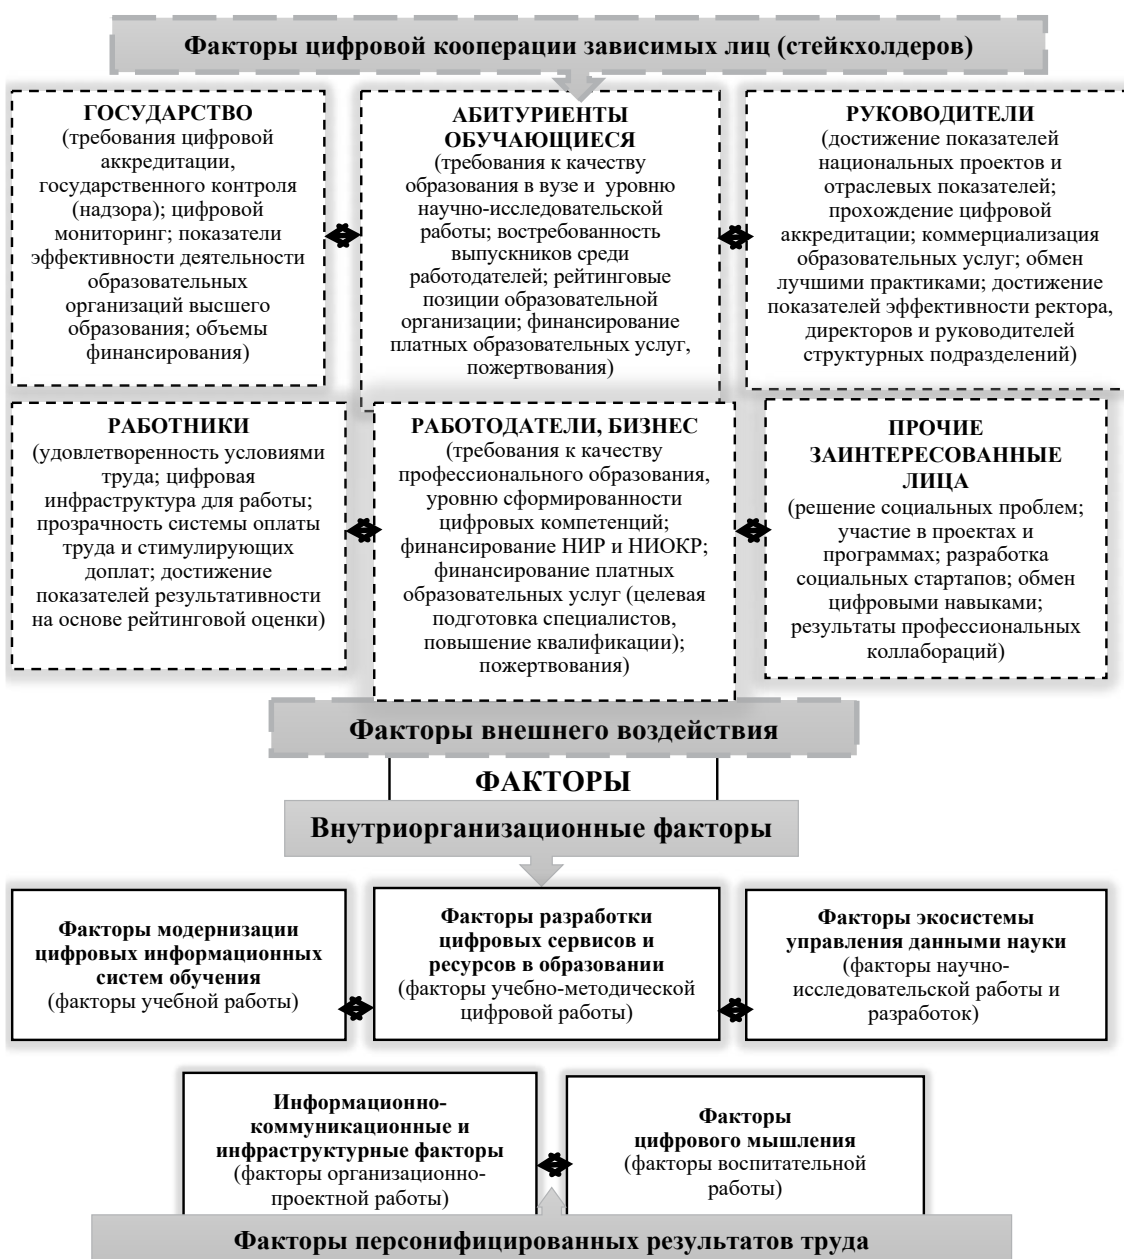 Факторы цифровой кооперации зависимых лиц (стейкхолдеров)
ГОСУДАРСТВО
(требования цифровой
аккредитации,
государственного контроля
(надзора); цифровой
мониторинг; показатели
эффективности деятельности
образовательных
организаций высшего
образования; объемы
финансирования)
АБИТУРИЕНТЫ
ОБУЧАЮЩИЕСЯ
(требования к качеству
образования в вузе и уровню
научно-исследовательской
работы; востребованность
выпускников среди
работодателей; рейтинговые
позиции образовательной
организации; финансирование
платных образовательных услуг,
пожертвования)
РУКОВОДИТЕЛИ
(достижение показателей
национальных проектов и
отраслевых показателей;
прохождение цифровой
аккредитации; коммерциализация
образовательных услуг; обмен
лучшими практиками; достижение
показателей эффективности ректора,
директоров и руководителей
структурных подразделений)
РАБОТНИКИ
(удовлетворенность условиями
труда; цифровая
инфраструктура для работы;
прозрачность системы оплаты
труда и стимулирующих
доплат; достижение
показателей результативности
на основе рейтинговой оценки)
РАБОТОДАТЕЛИ, БИЗНЕС
(требования к качеству
профессионального образования,
уровню сформированности
цифровых компетенций;
финансирование НИР и НИОКР;
финансирование платных
образовательных услуг (целевая
подготовка специалистов,
повышение квалификации);
пожертвования)
ПРОЧИЕ
ЗАИНТЕРЕСОВАННЫЕ
ЛИЦА
(решение социальных проблем;
участие в проектах и
программах; разработка
социальных стартапов; обмен
цифровыми навыками;
результаты профессиональных
коллабораций)
Факторы внешнего воздействия
ФАКТОРЫ
Внутриорганизационные факторы
Факторы модернизации
цифровых информационных
систем обучения
(факторы учебной работы)
Факторы разработки
цифровых сервисов и
ресурсов в образовании
(факторы учебно-методической
цифровой работы)
Факторы экосистемы
управления данными науки
(факторы научно-
исследовательской работы и
разработок)
Информационно-
коммуникационные и
инфраструктурные факторы
(факторы организационно-
проектной работы)
Факторы
цифрового мышления
(факторы воспитательной
работы)
Факторы персонифицированных результатов труда